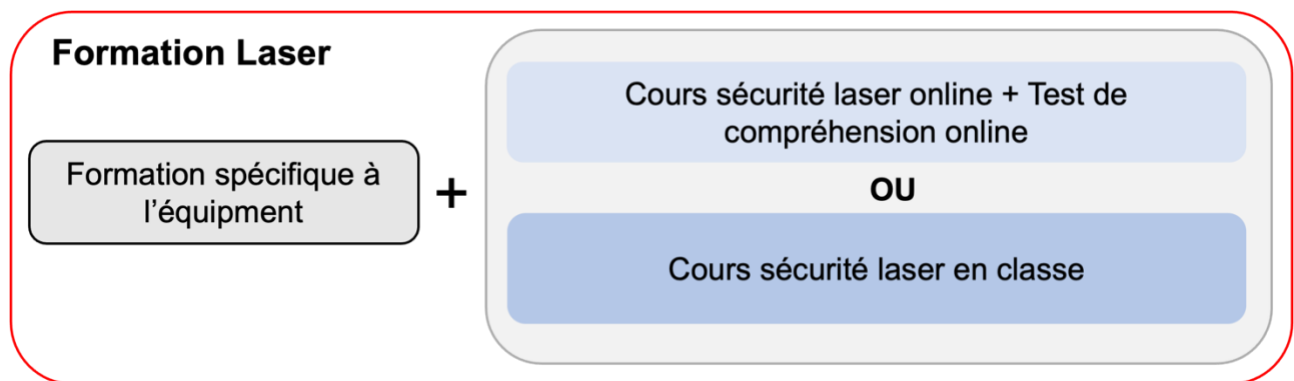 Formation Laser
Formation spécifique à
l'équipment
+
Cours sécurité laser online + Test de
compréhension online
OU
Cours sécurité laser en classe